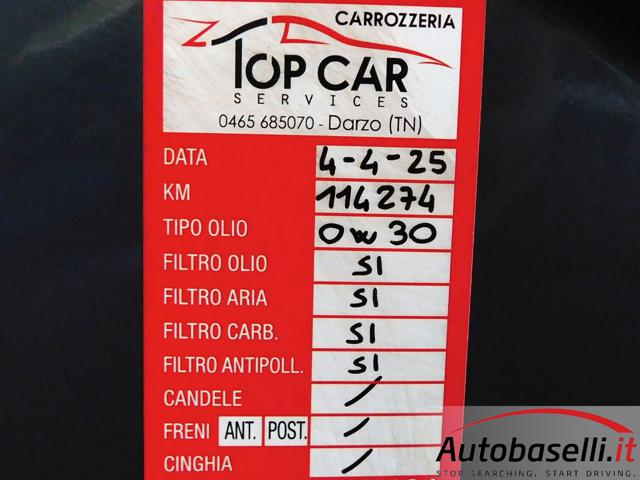 CARROZZERIA
TOP CAR
SERVICES
0465 685070 - Darzo (TN)
DATA 4-4-25
KM 114274
TIPO OLIO 0w30
FILTRO OLIO SI
FILTRO ARIA SI
FILTRO CARB. SI
FILTRO ANTIPOLL. SI
CANDELE /
FRENI ANT. POST. /
CINGHIA /
Autobaselli.it
STOP SEARCHING. START DRIVING.